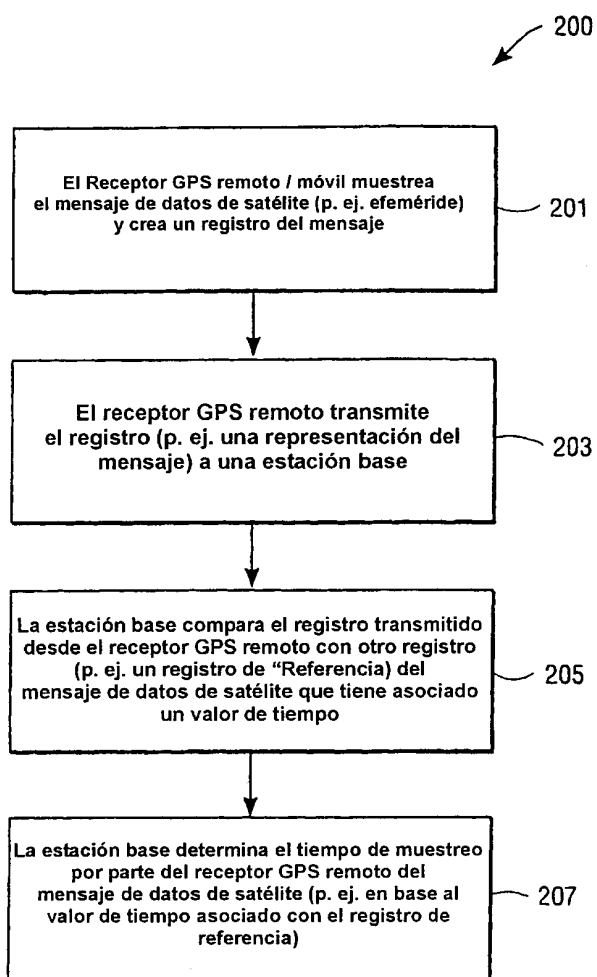 200
El Receptor GPS remoto / móvil muestrea
el mensaje de datos de satélite (p. ej. efeméride)
y crea un registro del mensaje
201
El receptor GPS remoto transmite
el registro (p. ej. una representación del
mensaje) a una estación base
203
La estación base compara el registro transmitido
desde el receptor GPS remoto con otro registro
(p. ej. un registro de “Referencia) del
mensaje de datos de satélite que tiene asociado
un valor de tiempo
205
La estación base determina el tiempo de muestreo
por parte del receptor GPS remoto del
mensaje de datos de satélite (p. ej. en base al
valor de tiempo asociado con el registro de
referencia)
207